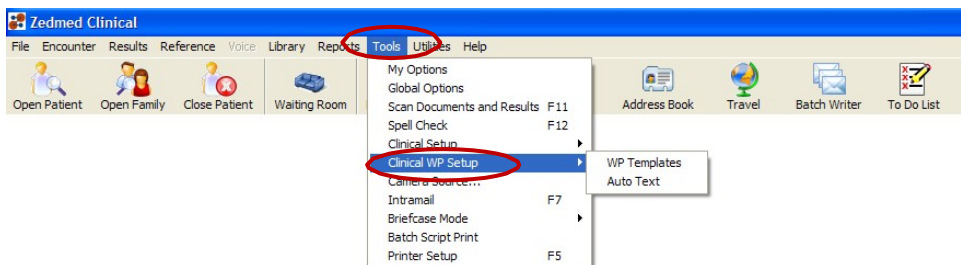 Zedmed Clinical
File Encounter Results Reference Voice Library Reports Tools Utilities Help
Open Patient Open Family Close Patient Waiting Room Address Book Travel Batch Writer To Do List
My Options
Global Options
Scan Documents and Results F11
Spell Check F12
Clinical Setup
Clinical WP Setup
WP Templates
Auto Text
Camera Source...
Intramail F7
Briefcase Mode
Batch Script Print
Printer Setup F5